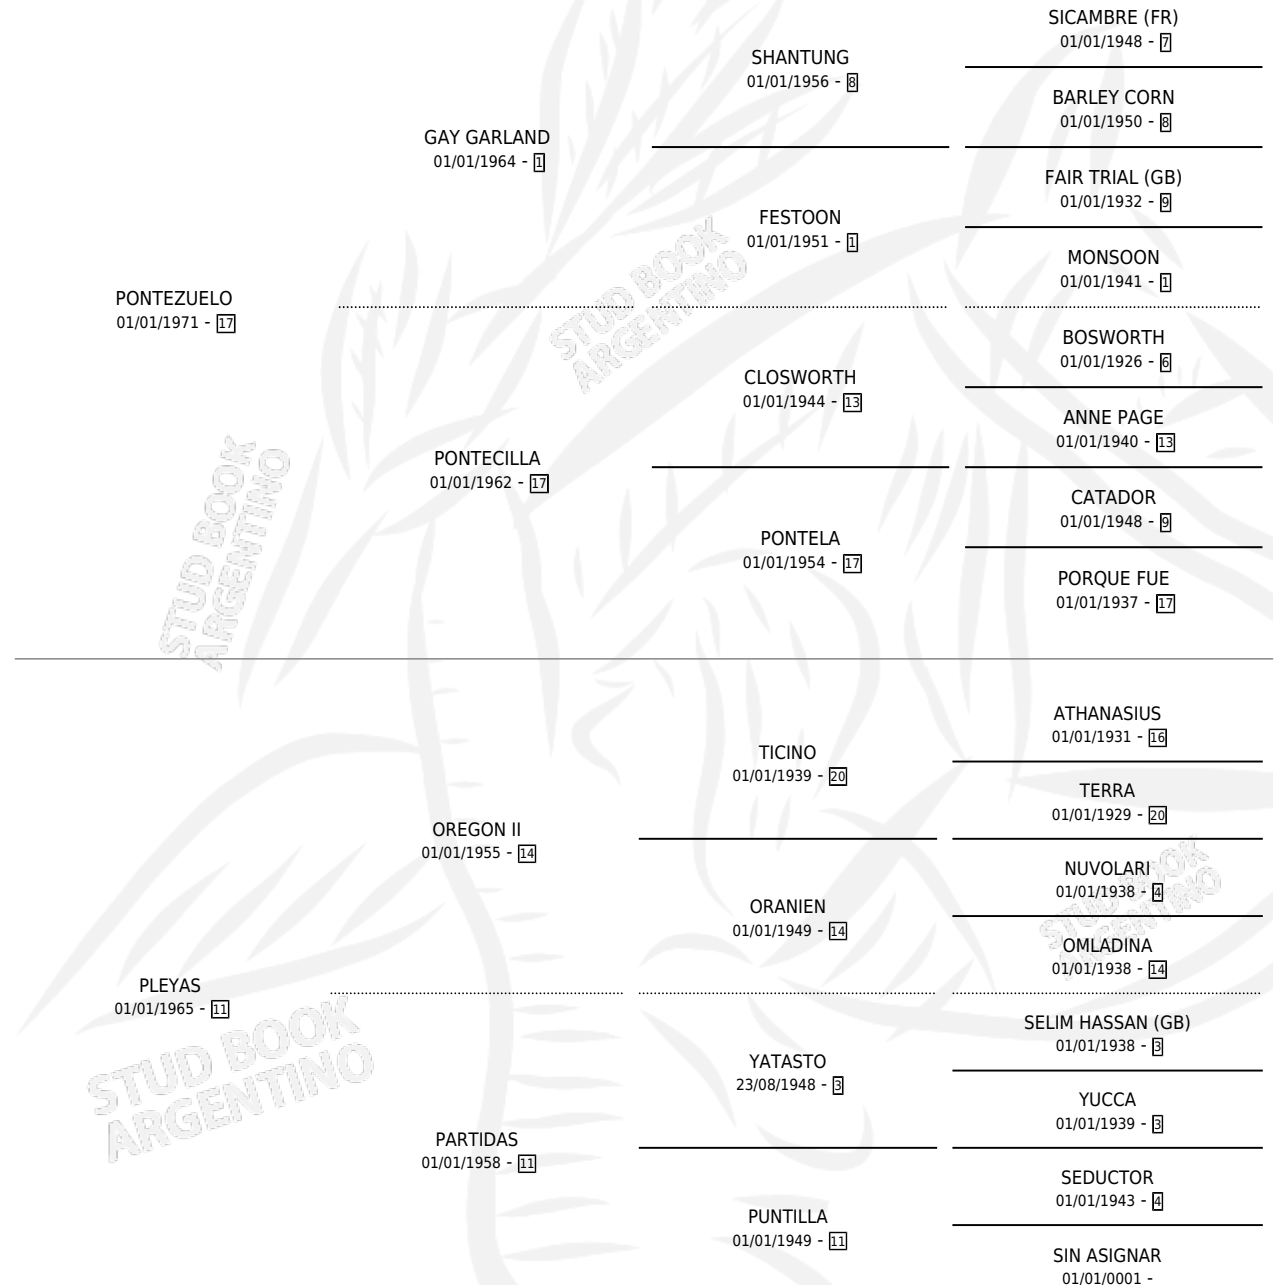 SICAMBRE (FR)
01/01/1948 - 7
SHANTUNG
01/01/1956 - 8
BARLEY CORN
01/01/1950 - 8
GAY GARLAND
01/01/1964 - 1
FAIR TRIAL (GB)
01/01/1932 - 9
FESTOON
01/01/1951 - 1
MONSOON
01/01/1941 - 1
PONTEZUELO
01/01/1971 - 17
BOSWORTH
01/01/1926 - 6
CLOSWORTH
01/01/1944 - 13
ANNE PAGE
01/01/1940 - 13
PONTECILLA
01/01/1962 - 17
CATADOR
01/01/1948 - 9
PONTELA
01/01/1954 - 17
PORQUE FUE
01/01/1937 - 17
ATHANASIUS
01/01/1931 - 16
TICINO
01/01/1939 - 20
TERRA
01/01/1929 - 20
OREGON II
01/01/1955 - 14
NUVOLARI
01/01/1938 - 4
ORANIEN
01/01/1949 - 14
OMLADINA
01/01/1938 - 14
PLEYAS
01/01/1965 - 11
SELIM HASSAN (GB)
01/01/1938 - 3
YATASTO
23/08/1948 - 3
YUCCA
01/01/1939 - 3
PARTIDAS
01/01/1958 - 11
SEDUCTOR
01/01/1943 - 4
PUNTILLA
01/01/1949 - 11
SIN ASIGNAR
01/01/0001 -
STUD BOOK
ARGENTINO
STUD BOOK
ARGENTINO
STUD BOOK
ARGENTINO
STUD BOOK
ARGENTINO